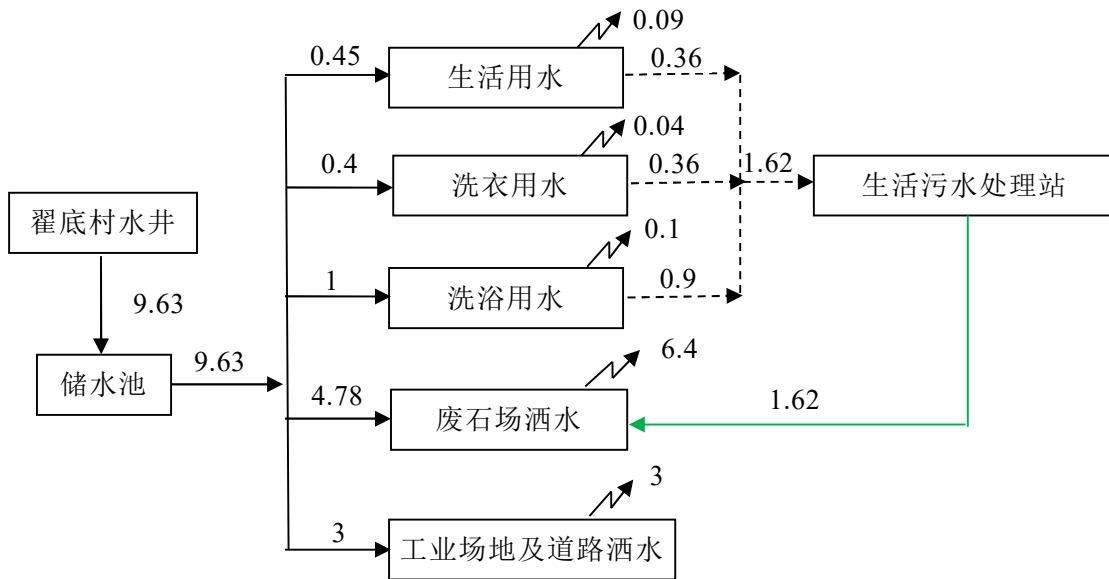 0.09
0.45
生活用水
0.36
0.04
0.4
洗衣用水
0.36
1.62
生活污水处理站
翟底村水井
0.1
1
洗浴用水
0.9
9.63
储水池
9.63
6.4
4.78
废石场洒水
1.62
3
3
工业场地及道路洒水